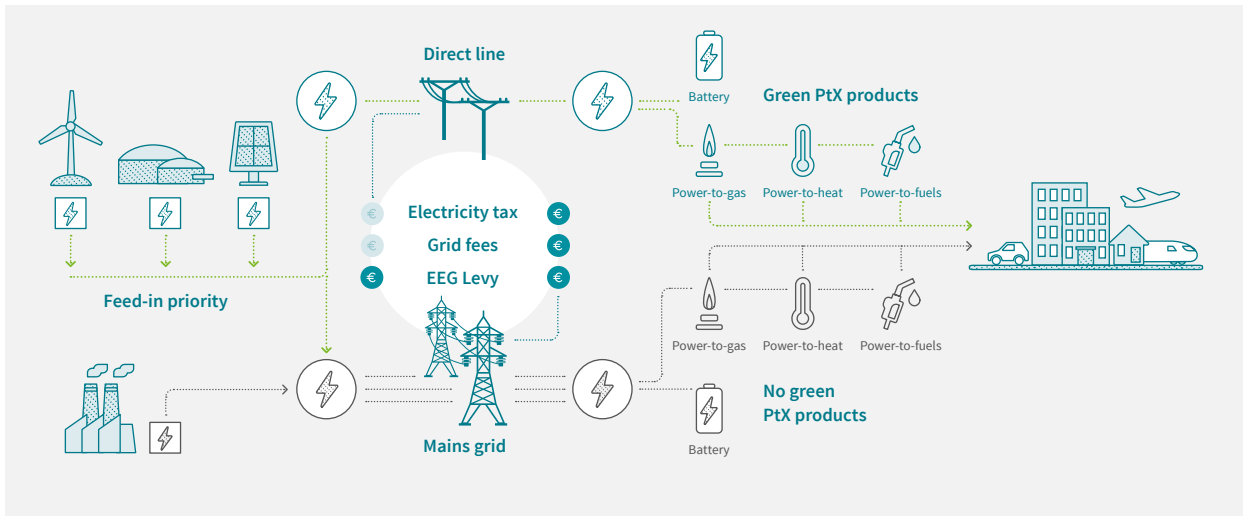 Direct line
Battery
Green PtX products
Power-to-gas
Power-to-heat
Power-to-fuels
€ Electricity tax €
€ Grid fees €
€ EEG Levy €
Feed-in priority
Power-to-gas
Power-to-heat
Power-to-fuels
No green
PtX products
Mains grid
Battery